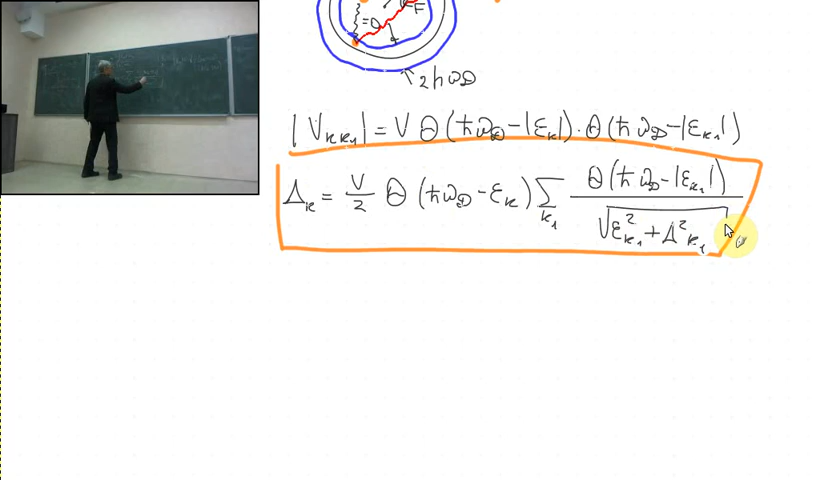 =0 F
2ħω_D
|V_{kk₁}| = V Θ(ħω_D − |ε_k|) · Θ(ħω_D − |ε_{k₁}|)
Δ_k = V/2 Θ(ħω_D − ε_k) ∑_{k₁} Θ(ħω_D − |ε_{k₁}|) / √(ε²_{k₁} + Δ²_{k₁})